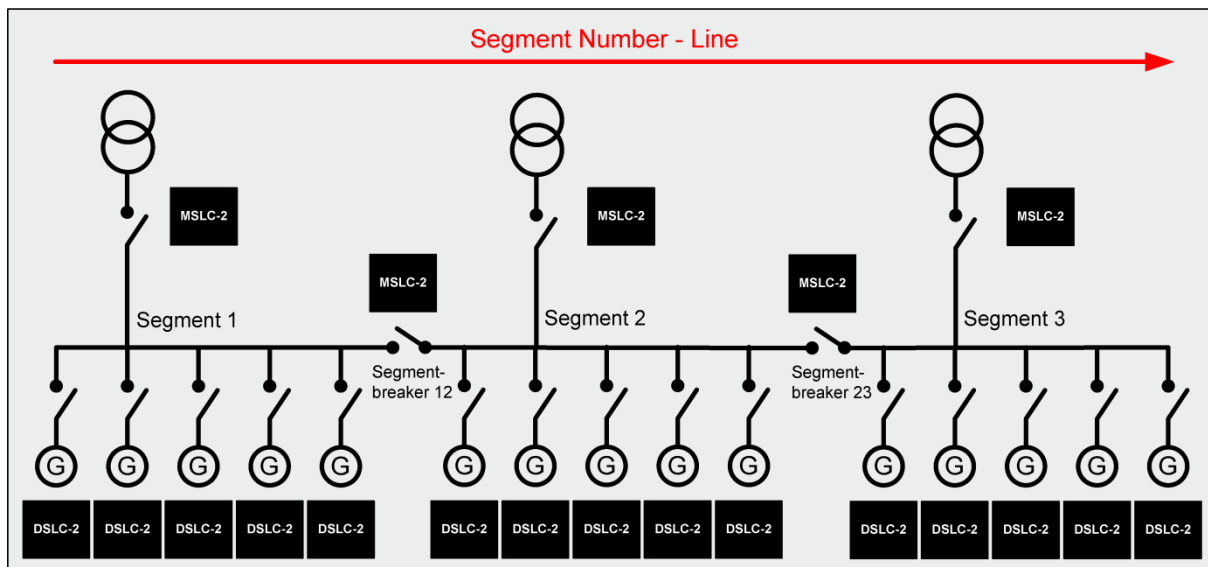 Segment Number - Line
MSLC-2
MSLC-2
MSLC-2
MSLC-2
MSLC-2
Segment 1
Segment 2
Segment 3
Segment-
breaker 12
Segment-
breaker 23
G G G G G G G G G G G G G G G
DSLC-2 DSLC-2 DSLC-2 DSLC-2 DSLC-2 DSLC-2 DSLC-2 DSLC-2 DSLC-2 DSLC-2 DSLC-2 DSLC-2 DSLC-2 DSLC-2 DSLC-2